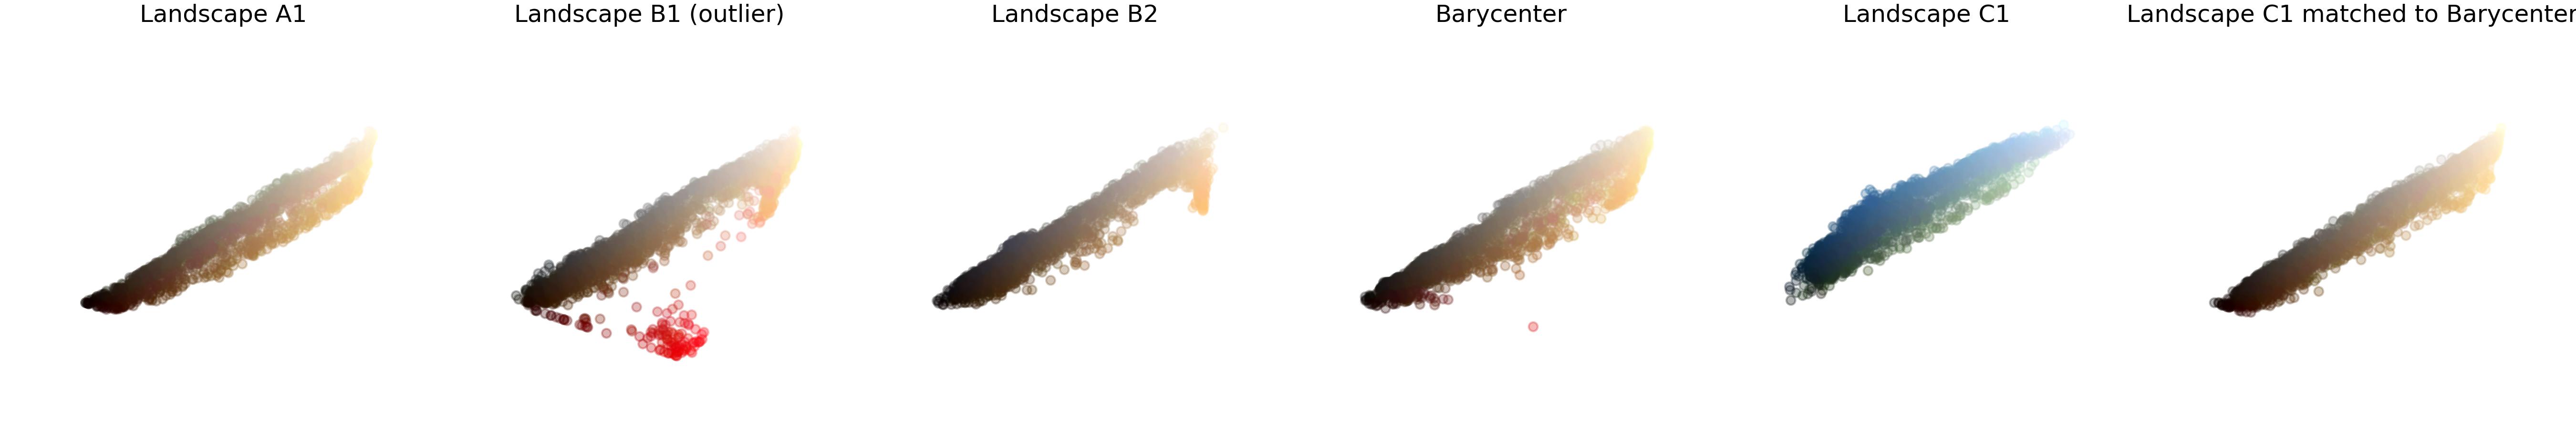 Landscape A1
Landscape B1 (outlier)
Landscape B2
Barycenter
Landscape C1
Landscape C1 matched to Barycenter